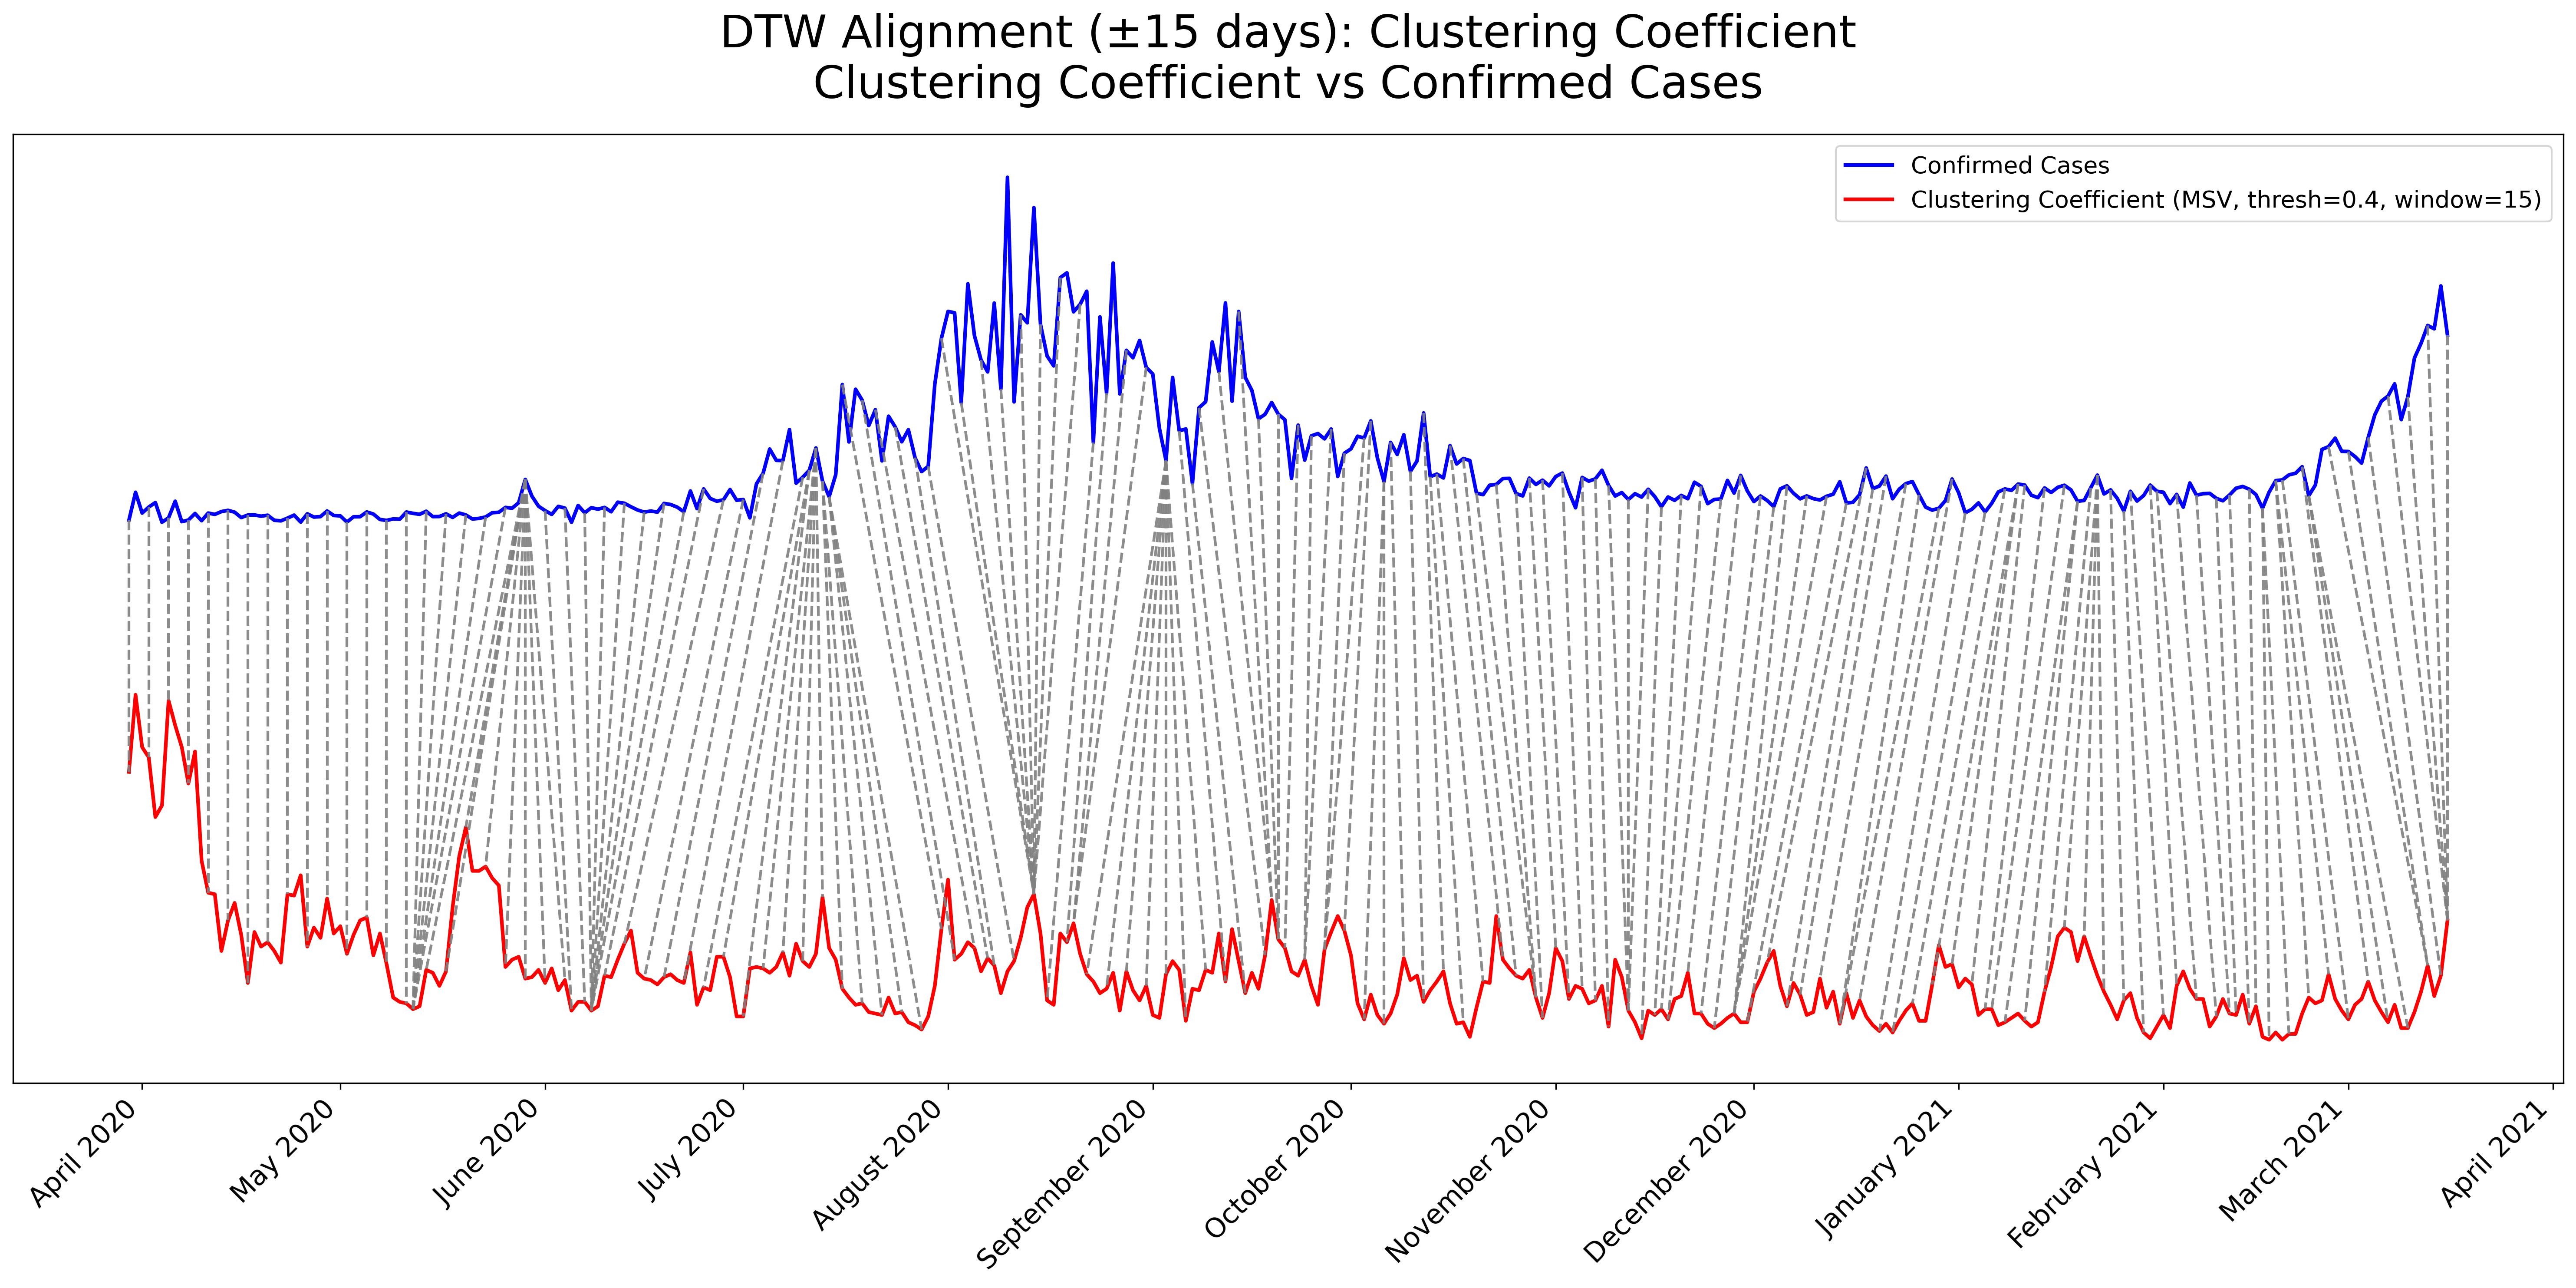 DTW Alignment (±15 days): Clustering Coefficient
Clustering Coefficient vs Confirmed Cases
Confirmed Cases
Clustering Coefficient (MSV, thresh=0.4, window=15)
April 2020
May 2020
June 2020
July 2020
August 2020
September 2020
October 2020
November 2020
December 2020
January 2021
February 2021
March 2021
April 2021